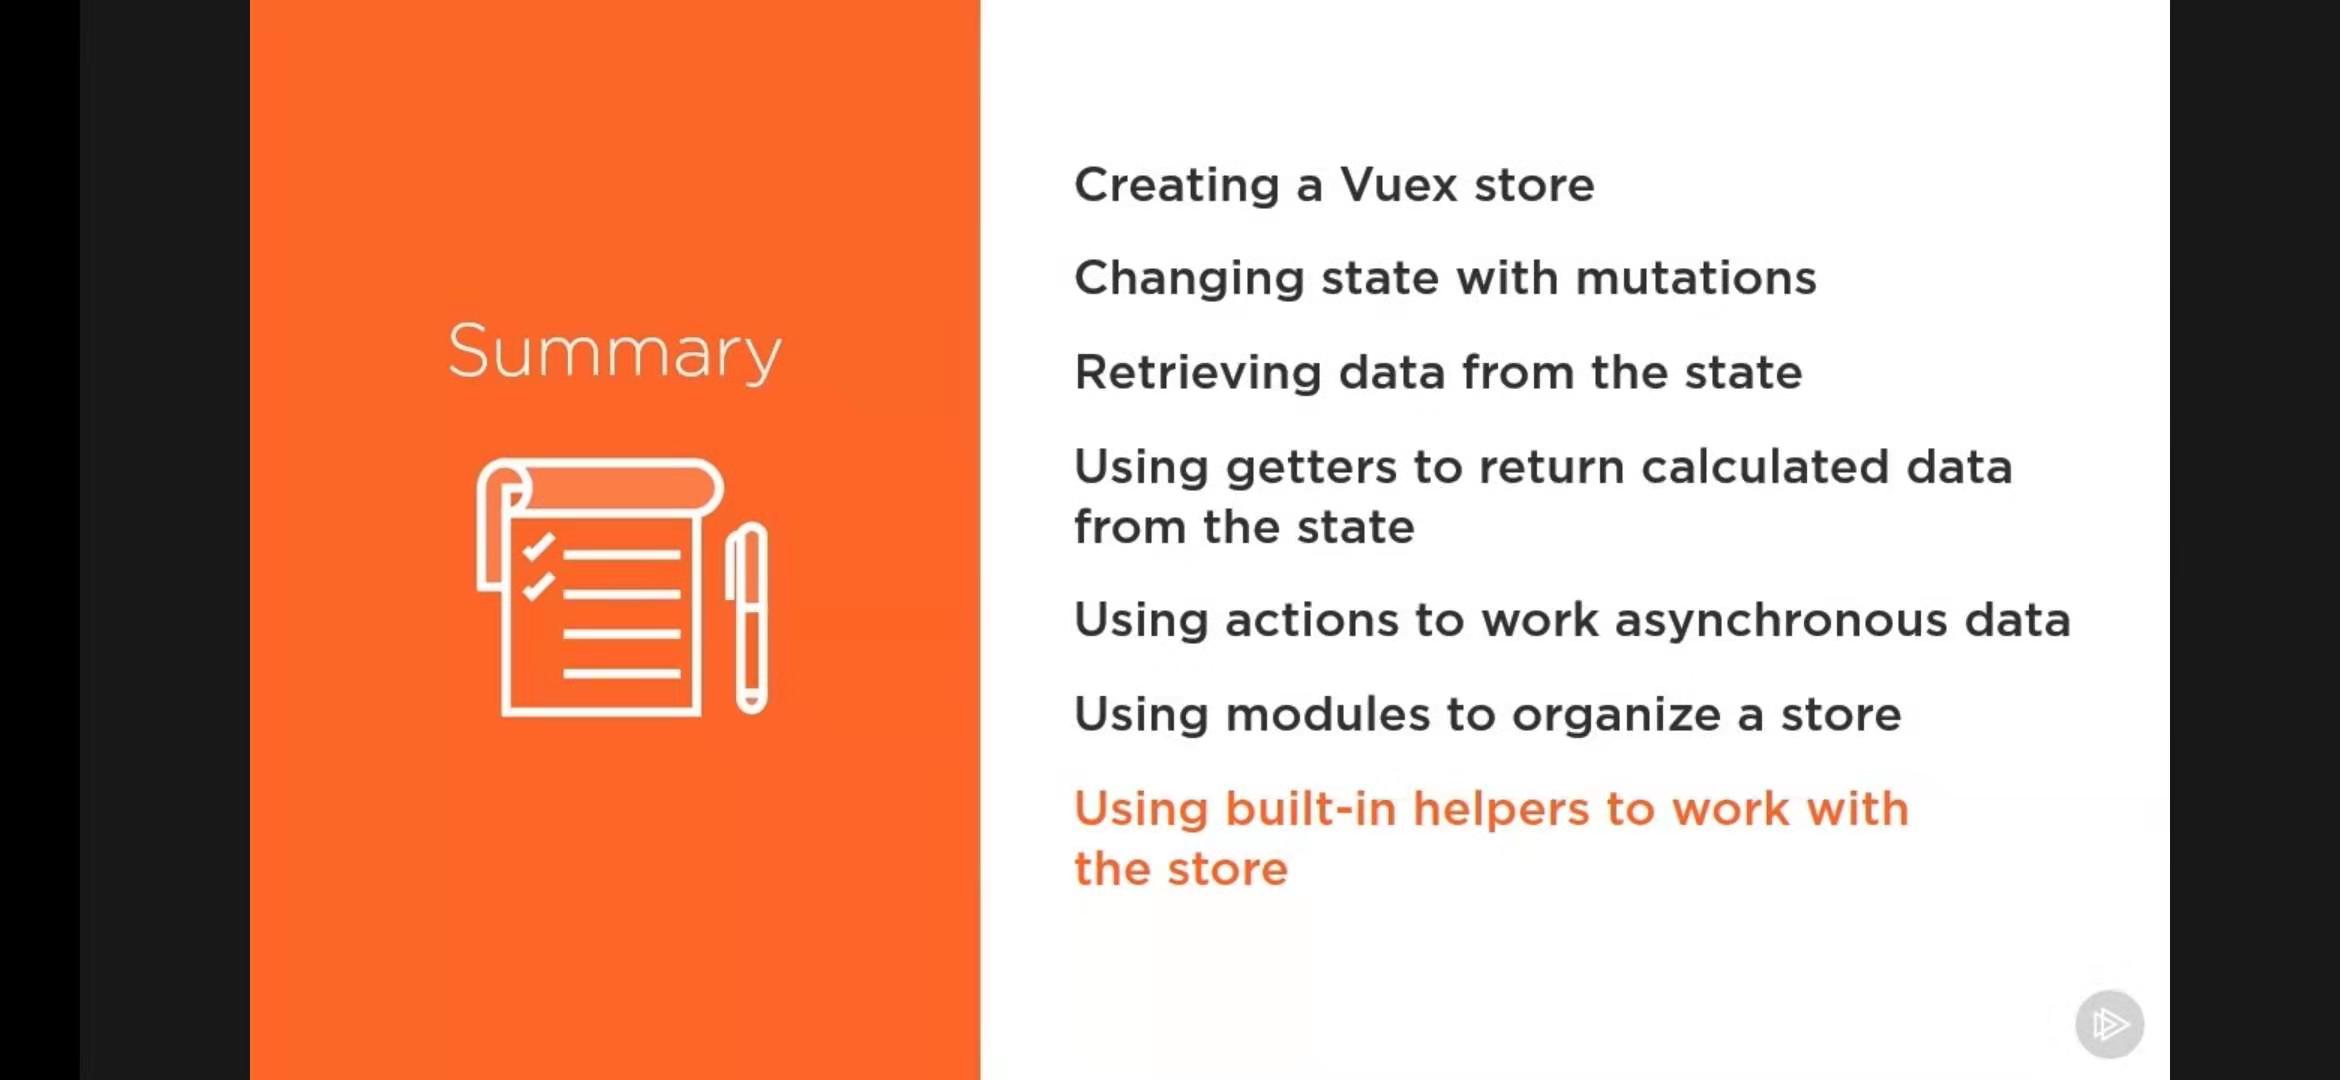 Summary
Creating a Vuex store
Changing state with mutations
Retrieving data from the state
Using getters to return calculated data
from the state
Using actions to work asynchronous data
Using modules to organize a store
Using built-in helpers to work with
the store